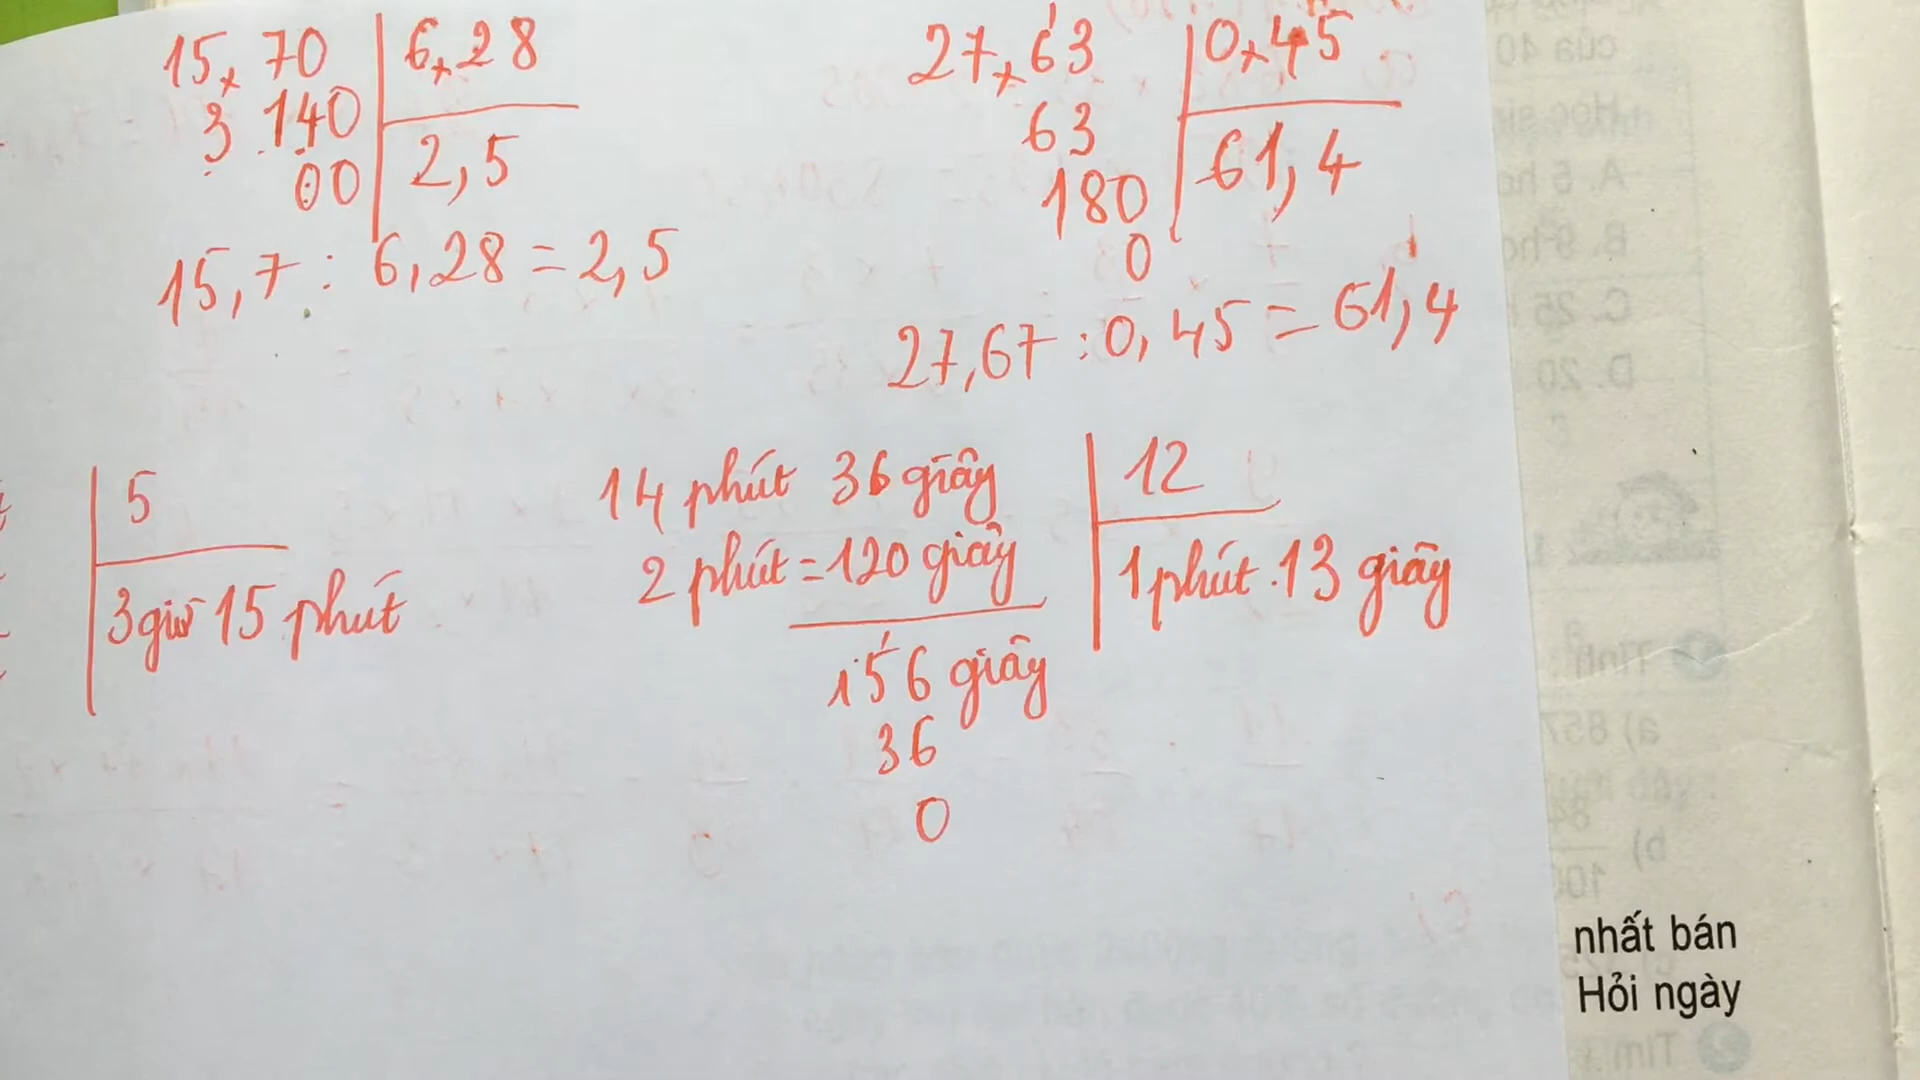 15, 70 | 6,28
3 140
00 | 2,5
15,7 : 6,28 = 2,5
27,63 | 0,45
63 | 61,4
180
0
27,67 : 0,45 = 61,4
5
3 giờ 15 phút
14 phút 36 giây | 12
2 phút = 120 giây | 1 phút 13 giây
156 giây
36
0
nhất bán
Hỏi ngày